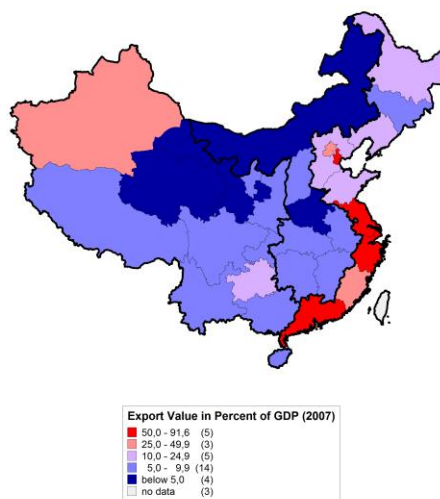 Export Value in Percent of GDP (2007)
50,0 - 91,6 (5)
25,0 - 49,9 (3)
10,0 - 24,9 (5)
5,0 - 9,9 (14)
below 5,0 (4)
no data (3)